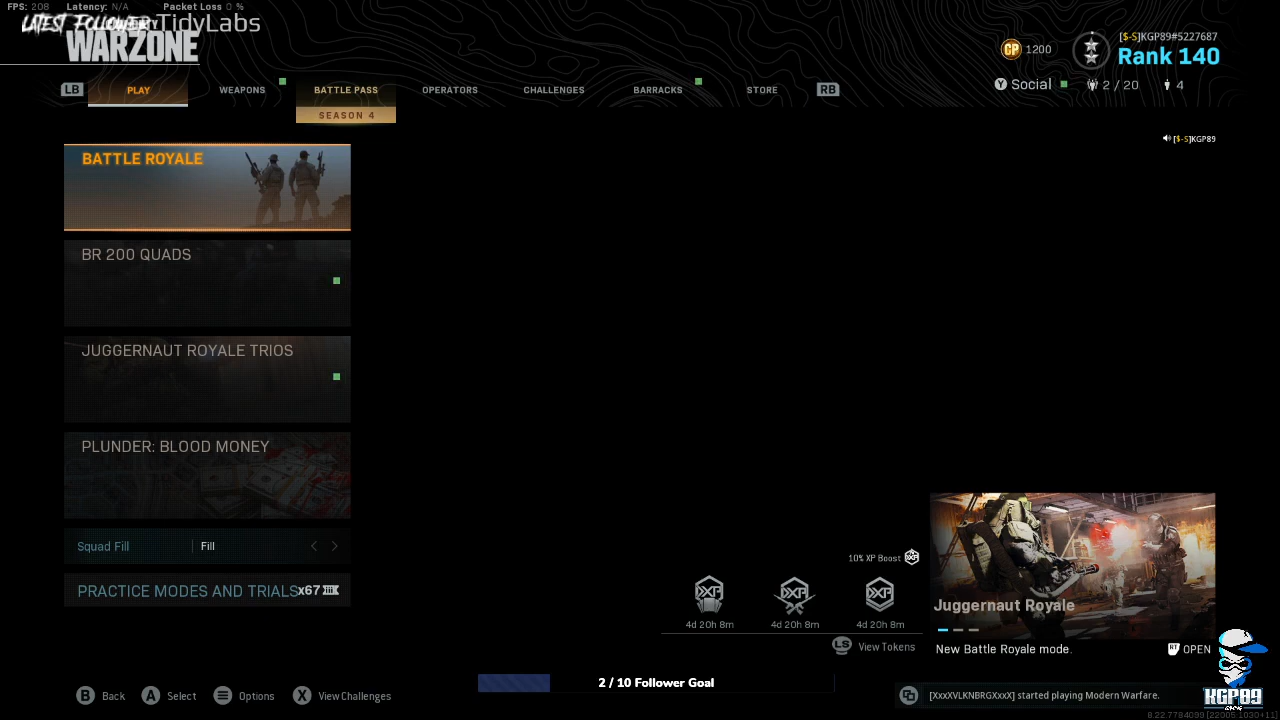 FPS: 208 Latency: N/A Packet Loss 0 %
LATEST FOLLOWER TidyLabs
WARZONE
CP 1200
[$-S]KGP89#5227687
Rank 140
Y Social 2 / 20 4
LB PLAY WEAPONS BATTLE PASS OPERATORS CHALLENGES BARRACKS STORE RB
SEASON 4
[$-S]KGP89
BATTLE ROYALE
BR 200 QUADS
JUGGERNAUT ROYALE TRIOS
PLUNDER: BLOOD MONEY
Squad Fill Fill
PRACTICE MODES AND TRIALS x67
10% XP Boost
4d 20h 8m 4d 20h 8m 4d 20h 8m
LS View Tokens
Juggernaut Royale
New Battle Royale mode. RT OPEN
B Back A Select Options X View Challenges
2 / 10 Follower Goal
[XxxXVLKNBRGXxxX] started playing Modern Warfare.
KGP89